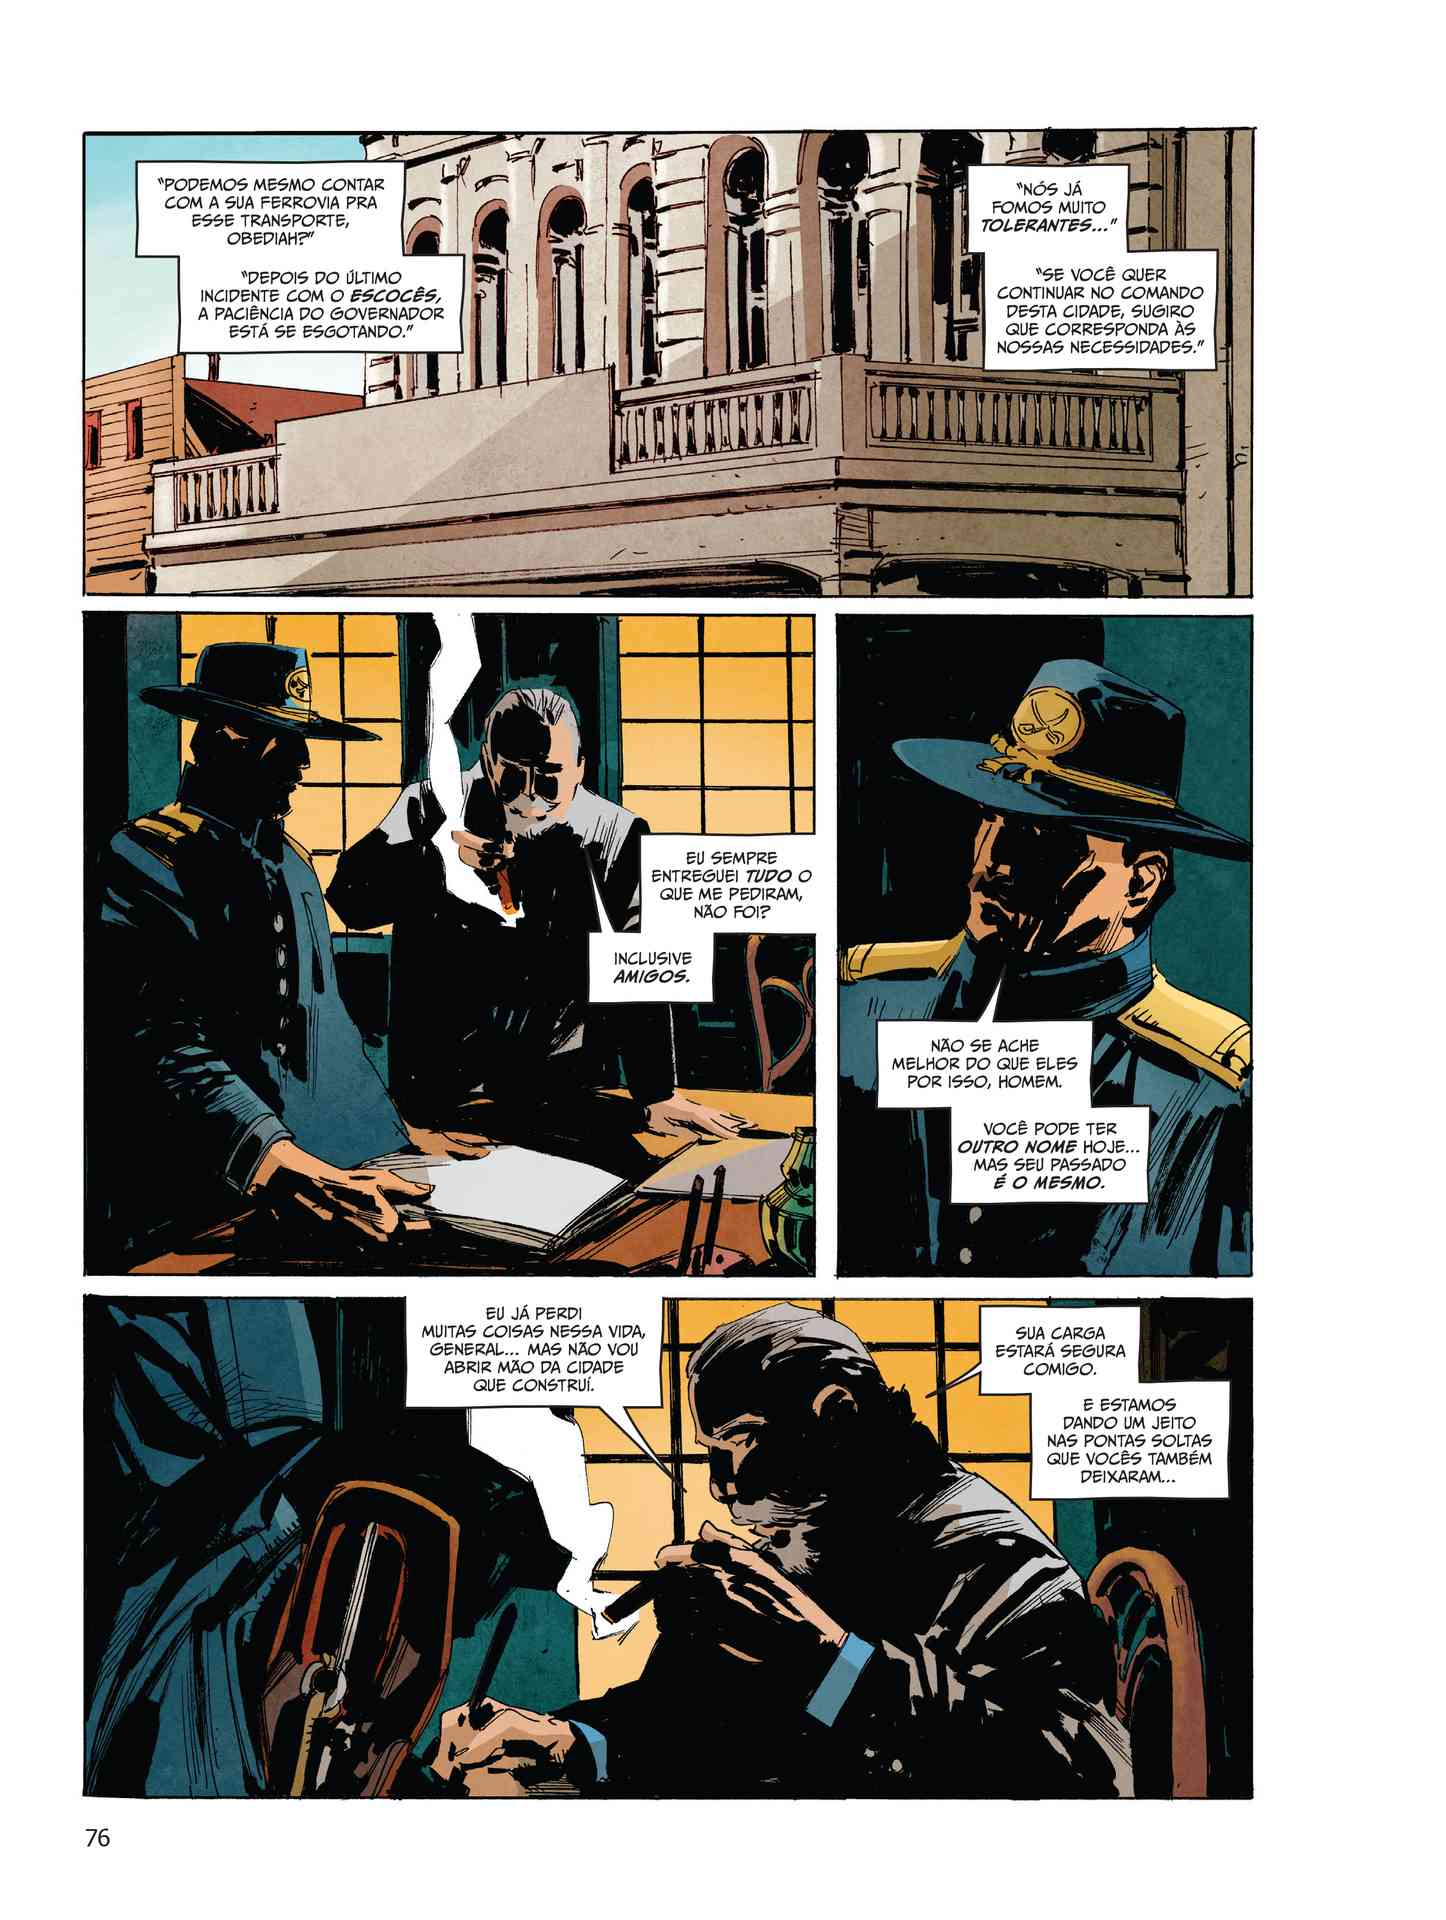 “PODEMOS MESMO CONTAR
COM A SUA FERROVIA PRA
ESSE TRANSPORTE,
OBEDIAH?”
“DEPOIS DO ÚLTIMO
INCIDENTE COM O ESCOCÊS,
A PACIÊNCIA DO GOVERNADOR
ESTÁ SE ESGOTANDO.”
“NÓS JÁ
FOMOS MUITO
TOLERANTES...”
“SE VOCÊ QUER
CONTINUAR NO COMANDO
DESTA CIDADE, SUGIRO
QUE CORRESPONDA ÀS
NOSSAS NECESSIDADES.”
EU SEMPRE
ENTREGUEI TUDO O
QUE ME PEDIRAM,
NÃO FOI?
INCLUSIVE
AMIGOS.
NÃO SE ACHE
MELHOR DO QUE ELES
POR ISSO, HOMEM.
VOCÊ PODE TER
OUTRO NOME HOJE...
MAS SEU PASSADO
É O MESMO.
EU JÁ PERDI
MUITAS COISAS NESSA VIDA,
GENERAL... MAS NÃO VOU
ABRIR MÃO DA CIDADE
QUE CONSTRUÍ.
SUA CARGA
ESTARÁ SEGURA
COMIGO.
E ESTAMOS
DANDO UM JEITO
NAS PONTAS SOLTAS
QUE VOCÊS TAMBÉM
DEIXARAM...
76